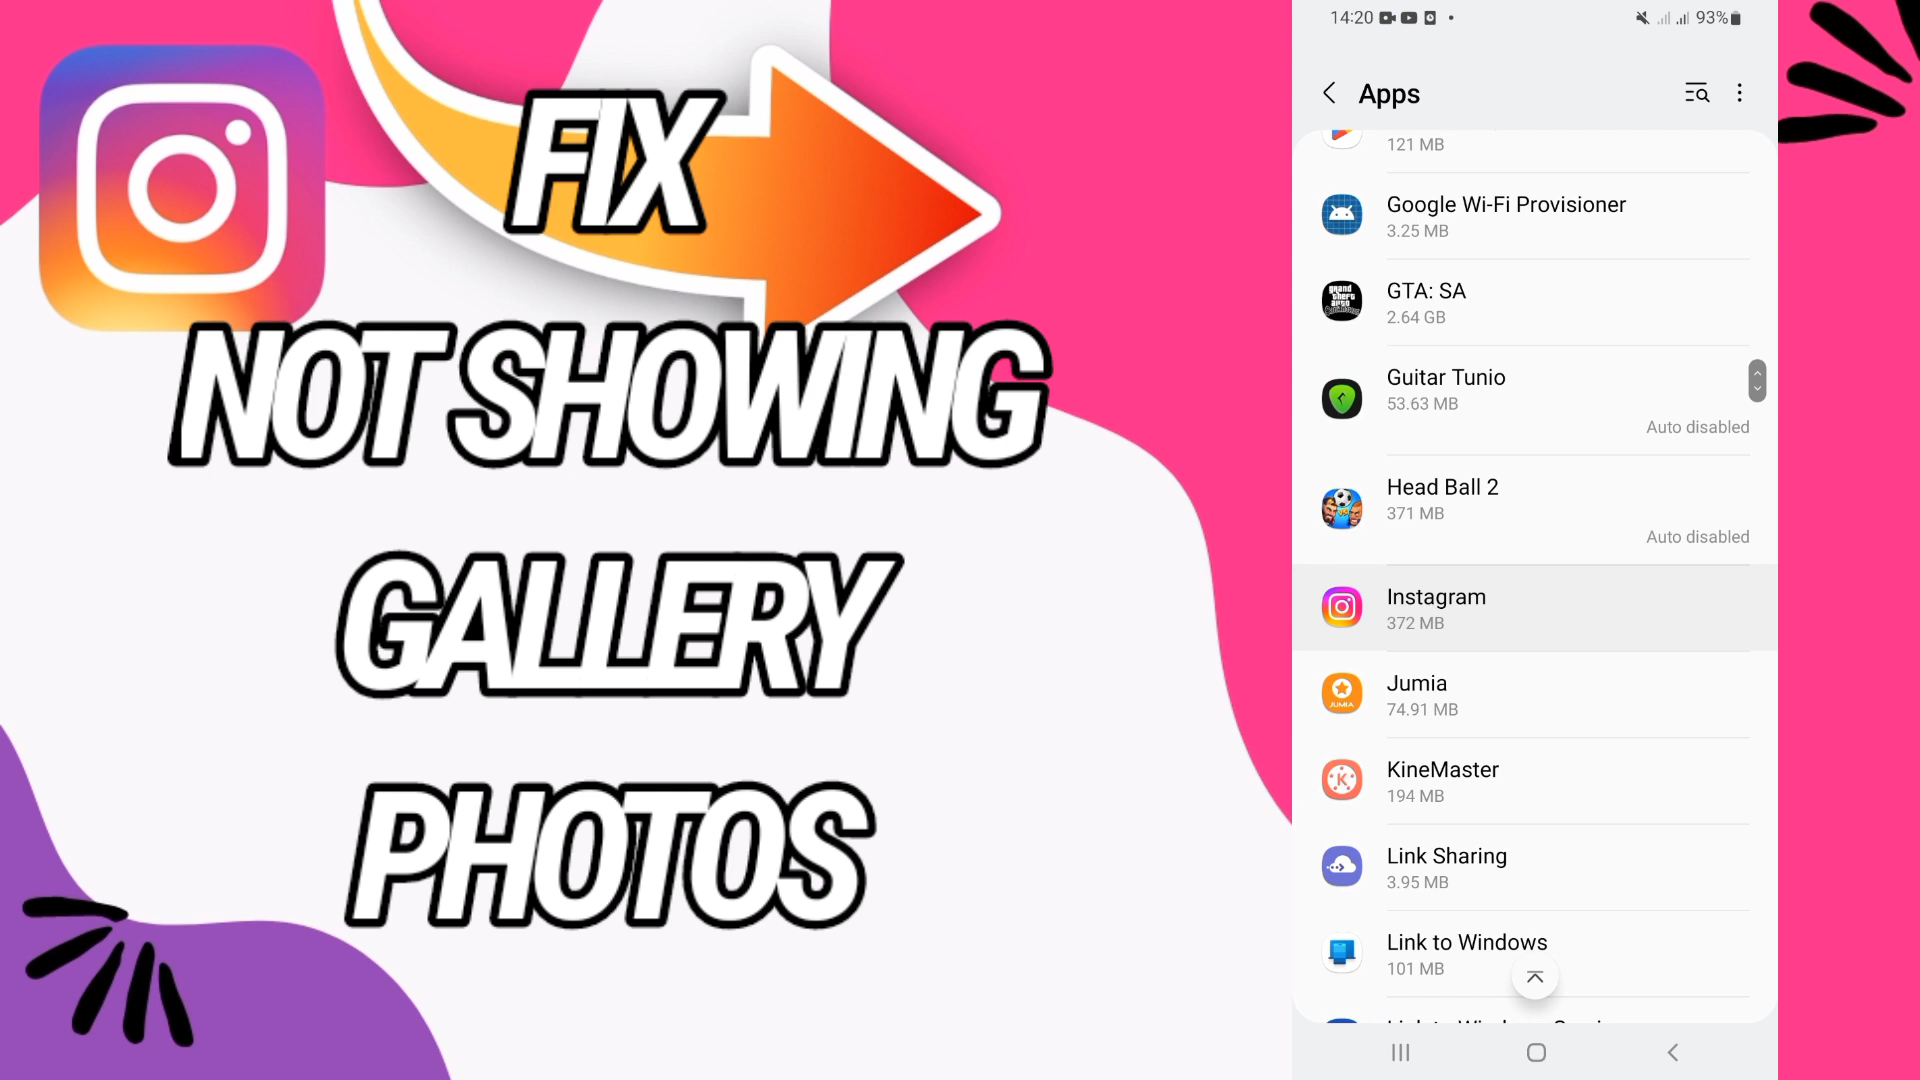 FIX
NOT SHOWING
GALLERY
PHOTOS
14:20
93%
Apps
121 MB
Google Wi-Fi Provisioner
3.25 MB
GTA: SA
2.64 GB
Guitar Tunio
53.63 MB
Auto disabled
Head Ball 2
371 MB
Auto disabled
Instagram
372 MB
Jumia
74.91 MB
KineMaster
194 MB
Link Sharing
3.95 MB
Link to Windows
101 MB